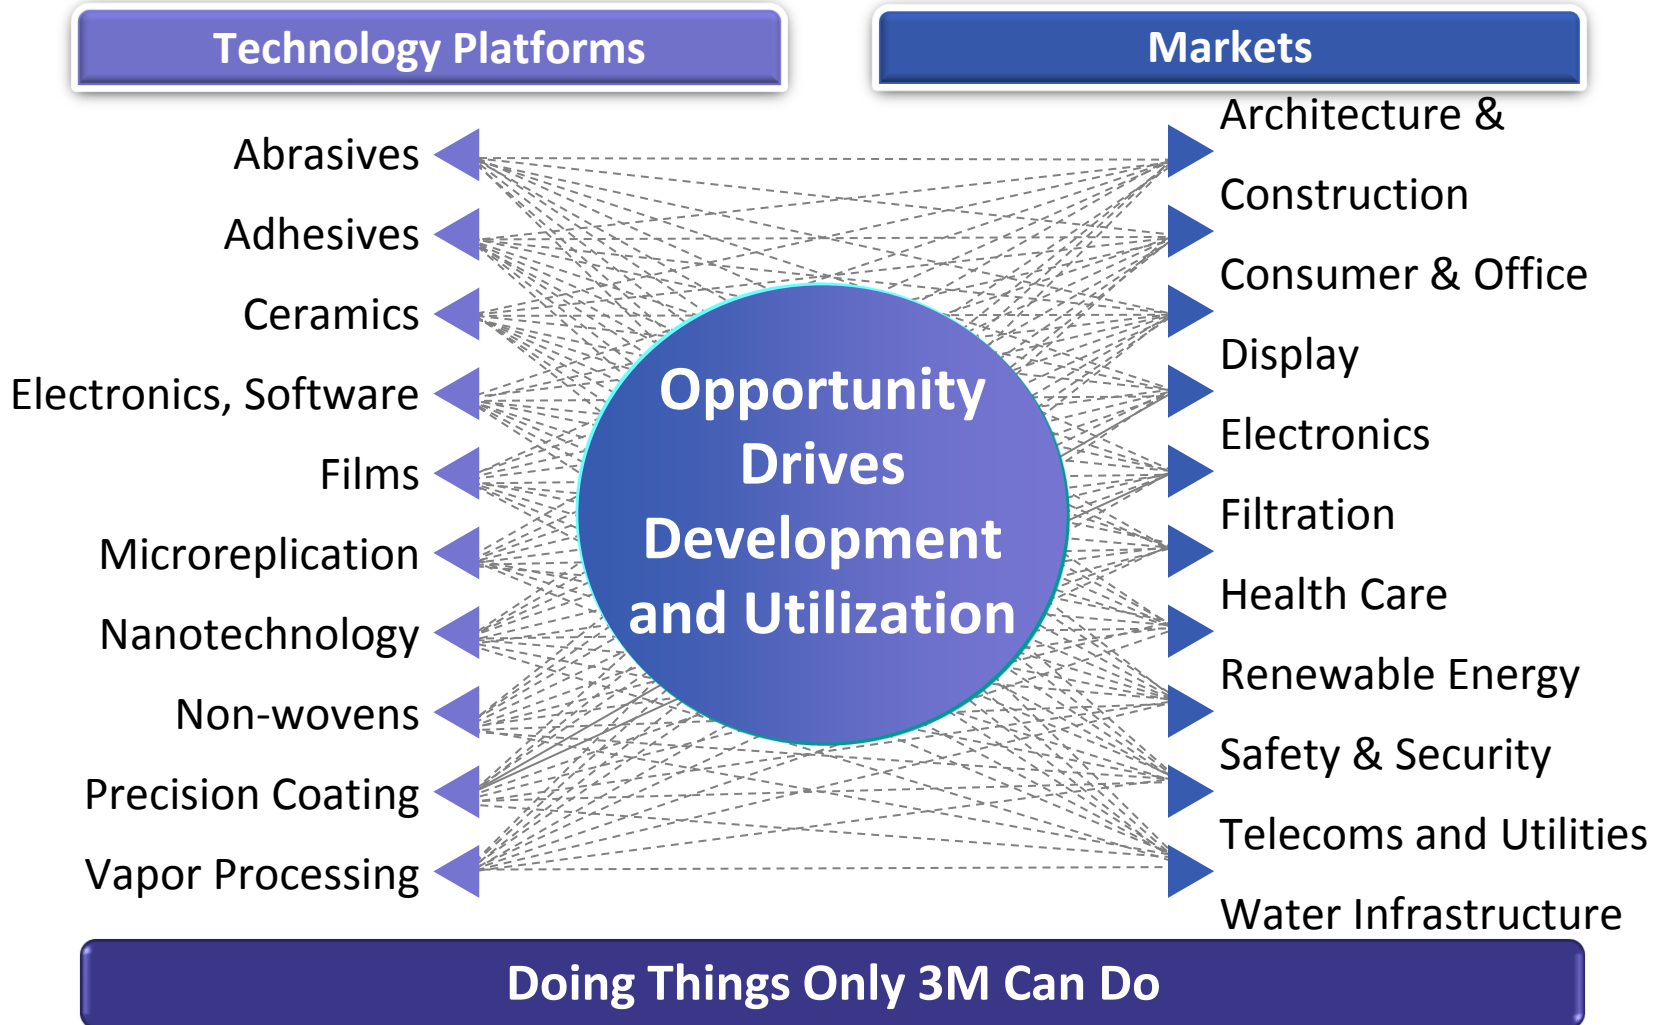 Technology Platforms
Markets
Abrasives
Adhesives
Ceramics
Electronics, Software
Films
Microreplication
Nanotechnology
Non-wovens
Precision Coating
Vapor Processing
Opportunity
Drives
Development
and Utilization
Architecture &
Construction
Consumer & Office
Display
Electronics
Filtration
Health Care
Renewable Energy
Safety & Security
Telecoms and Utilities
Water Infrastructure
Doing Things Only 3M Can Do